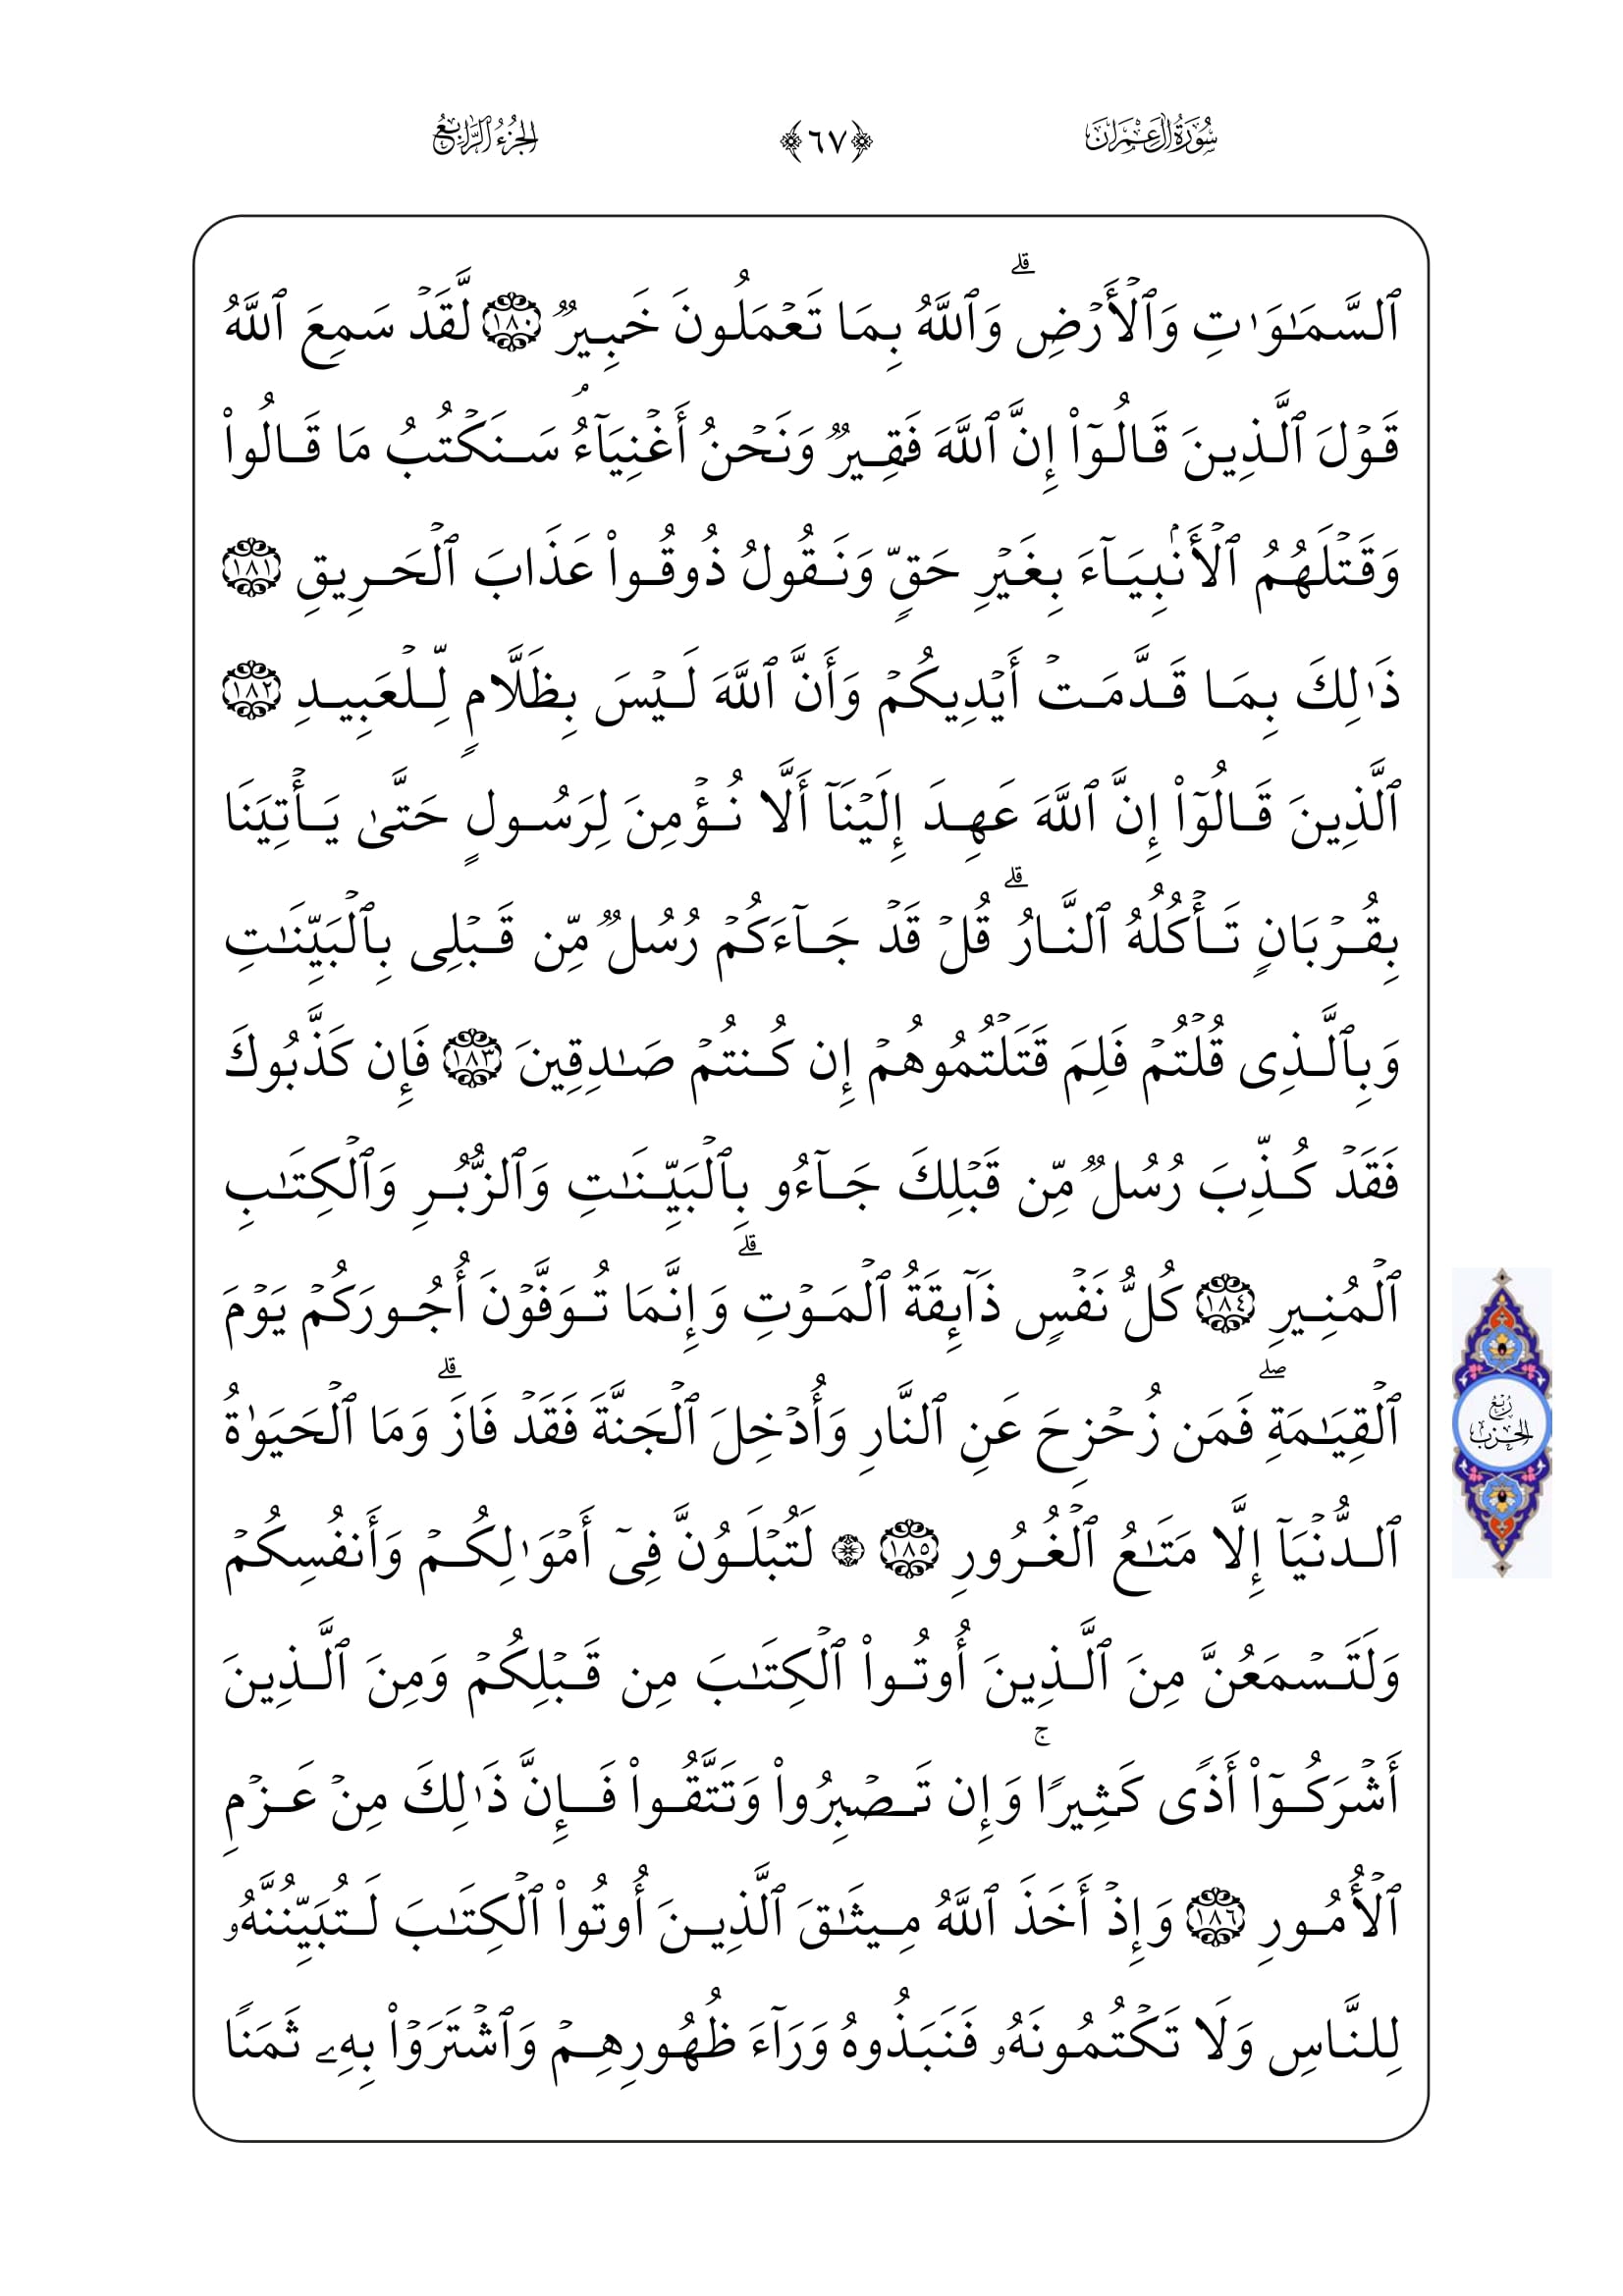 سُورَةُ آلِ عِمْرَانَ
﴿٦٧﴾
الجُزْءُ الرَّابِعُ
ٱلسَّمَـٰوَٰتِ وَٱلْأَرْضِ ۗ وَٱللَّهُ بِمَا تَعْمَلُونَ خَبِيرٌ ١٨٠ لَّقَدْ سَمِعَ ٱللَّهُ
قَوْلَ ٱلَّذِينَ قَالُوٓا۟ إِنَّ ٱللَّهَ فَقِيرٌ وَنَحْنُ أَغْنِيَآءُ ۘ سَنَكْتُبُ مَا قَالُوا۟
وَقَتْلَهُمُ ٱلْأَنۢبِيَآءَ بِغَيْرِ حَقٍّ وَنَقُولُ ذُوقُوا۟ عَذَابَ ٱلْحَرِيقِ ١٨١
ذَٰلِكَ بِمَا قَدَّمَتْ أَيْدِيكُمْ وَأَنَّ ٱللَّهَ لَيْسَ بِظَلَّامٍ لِّلْعَبِيدِ ١٨٢
ٱلَّذِينَ قَالُوٓا۟ إِنَّ ٱللَّهَ عَهِدَ إِلَيْنَآ أَلَّا نُؤْمِنَ لِرَسُولٍ حَتَّىٰ يَأْتِيَنَا
بِقُرْبَانٍ تَأْكُلُهُ ٱلنَّارُ ۗ قُلْ قَدْ جَآءَكُمْ رُسُلٌ مِّن قَبْلِى بِٱلْبَيِّنَـٰتِ
وَبِٱلَّذِى قُلْتُمْ فَلِمَ قَتَلْتُمُوهُمْ إِن كُنتُمْ صَـٰدِقِينَ ١٨٣ فَإِن كَذَّبُوكَ
فَقَدْ كُذِّبَ رُسُلٌ مِّن قَبْلِكَ جَآءُو بِٱلْبَيِّنَـٰتِ وَٱلزُّبُرِ وَٱلْكِتَـٰبِ
ٱلْمُنِيرِ ١٨٤ كُلُّ نَفْسٍ ذَآئِقَةُ ٱلْمَوْتِ ۗ وَإِنَّمَا تُوَفَّوْنَ أُجُورَكُمْ يَوْمَ
ٱلْقِيَـٰمَةِ ۖ فَمَن زُحْزِحَ عَنِ ٱلنَّارِ وَأُدْخِلَ ٱلْجَنَّةَ فَقَدْ فَازَ ۗ وَمَا ٱلْحَيَوٰةُ
ٱلدُّنْيَآ إِلَّا مَتَـٰعُ ٱلْغُرُورِ ١٨٥ ۞ لَتُبْلَوُنَّ فِىٓ أَمْوَٰلِكُمْ وَأَنفُسِكُمْ
وَلَتَسْمَعُنَّ مِنَ ٱلَّذِينَ أُوتُوا۟ ٱلْكِتَـٰبَ مِن قَبْلِكُمْ وَمِنَ ٱلَّذِينَ
أَشْرَكُوٓا۟ أَذًى كَثِيرًا ۚ وَإِن تَصْبِرُوا۟ وَتَتَّقُوا۟ فَإِنَّ ذَٰلِكَ مِنْ عَزْمِ
ٱلْأُمُورِ ١٨٦ وَإِذْ أَخَذَ ٱللَّهُ مِيثَـٰقَ ٱلَّذِينَ أُوتُوا۟ ٱلْكِتَـٰبَ لَتُبَيِّنُنَّهُۥ
لِلنَّاسِ وَلَا تَكْتُمُونَهُۥ فَنَبَذُوهُ وَرَآءَ ظُهُورِهِمْ وَٱشْتَرَوْا۟ بِهِۦ ثَمَنًا
رُبْعُ
الحِزْب